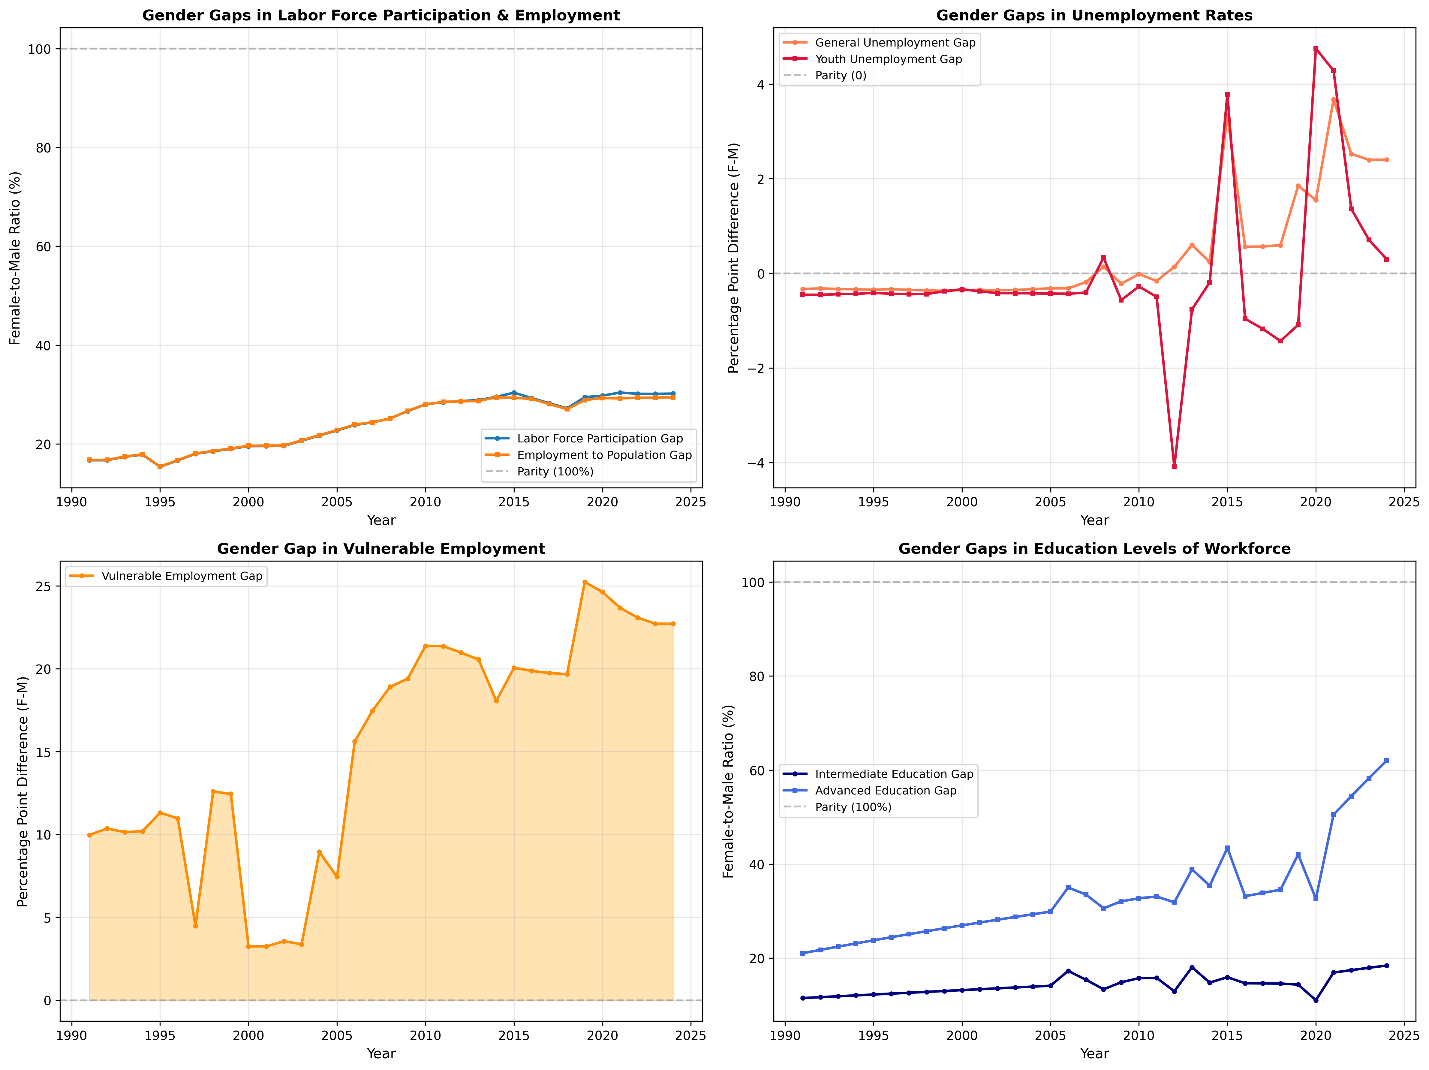 Gender Gaps in Labor Force Participation & Employment
Female-to-Male Ratio (%)
100
80
60
40
20
Labor Force Participation Gap
Employment to Population Gap
Parity (100%)
1990 1995 2000 2005 2010 2015 2020 2025
Year
Gender Gaps in Unemployment Rates
Percentage Point Difference (F-M)
4
2
0
−2
−4
General Unemployment Gap
Youth Unemployment Gap
Parity (0)
1990 1995 2000 2005 2010 2015 2020 2025
Year
Gender Gap in Vulnerable Employment
Percentage Point Difference (F-M)
25
20
15
10
5
0
Vulnerable Employment Gap
1990 1995 2000 2005 2010 2015 2020 2025
Year
Gender Gaps in Education Levels of Workforce
Female-to-Male Ratio (%)
100
80
60
40
20
Intermediate Education Gap
Advanced Education Gap
Parity (100%)
1990 1995 2000 2005 2010 2015 2020 2025
Year